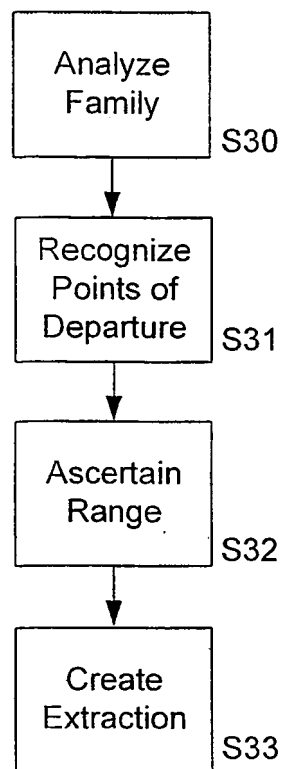 Analyze
Family
S30
Recognize
Points of
Departure
S31
Ascertain
Range
S32
Create
Extraction
S33